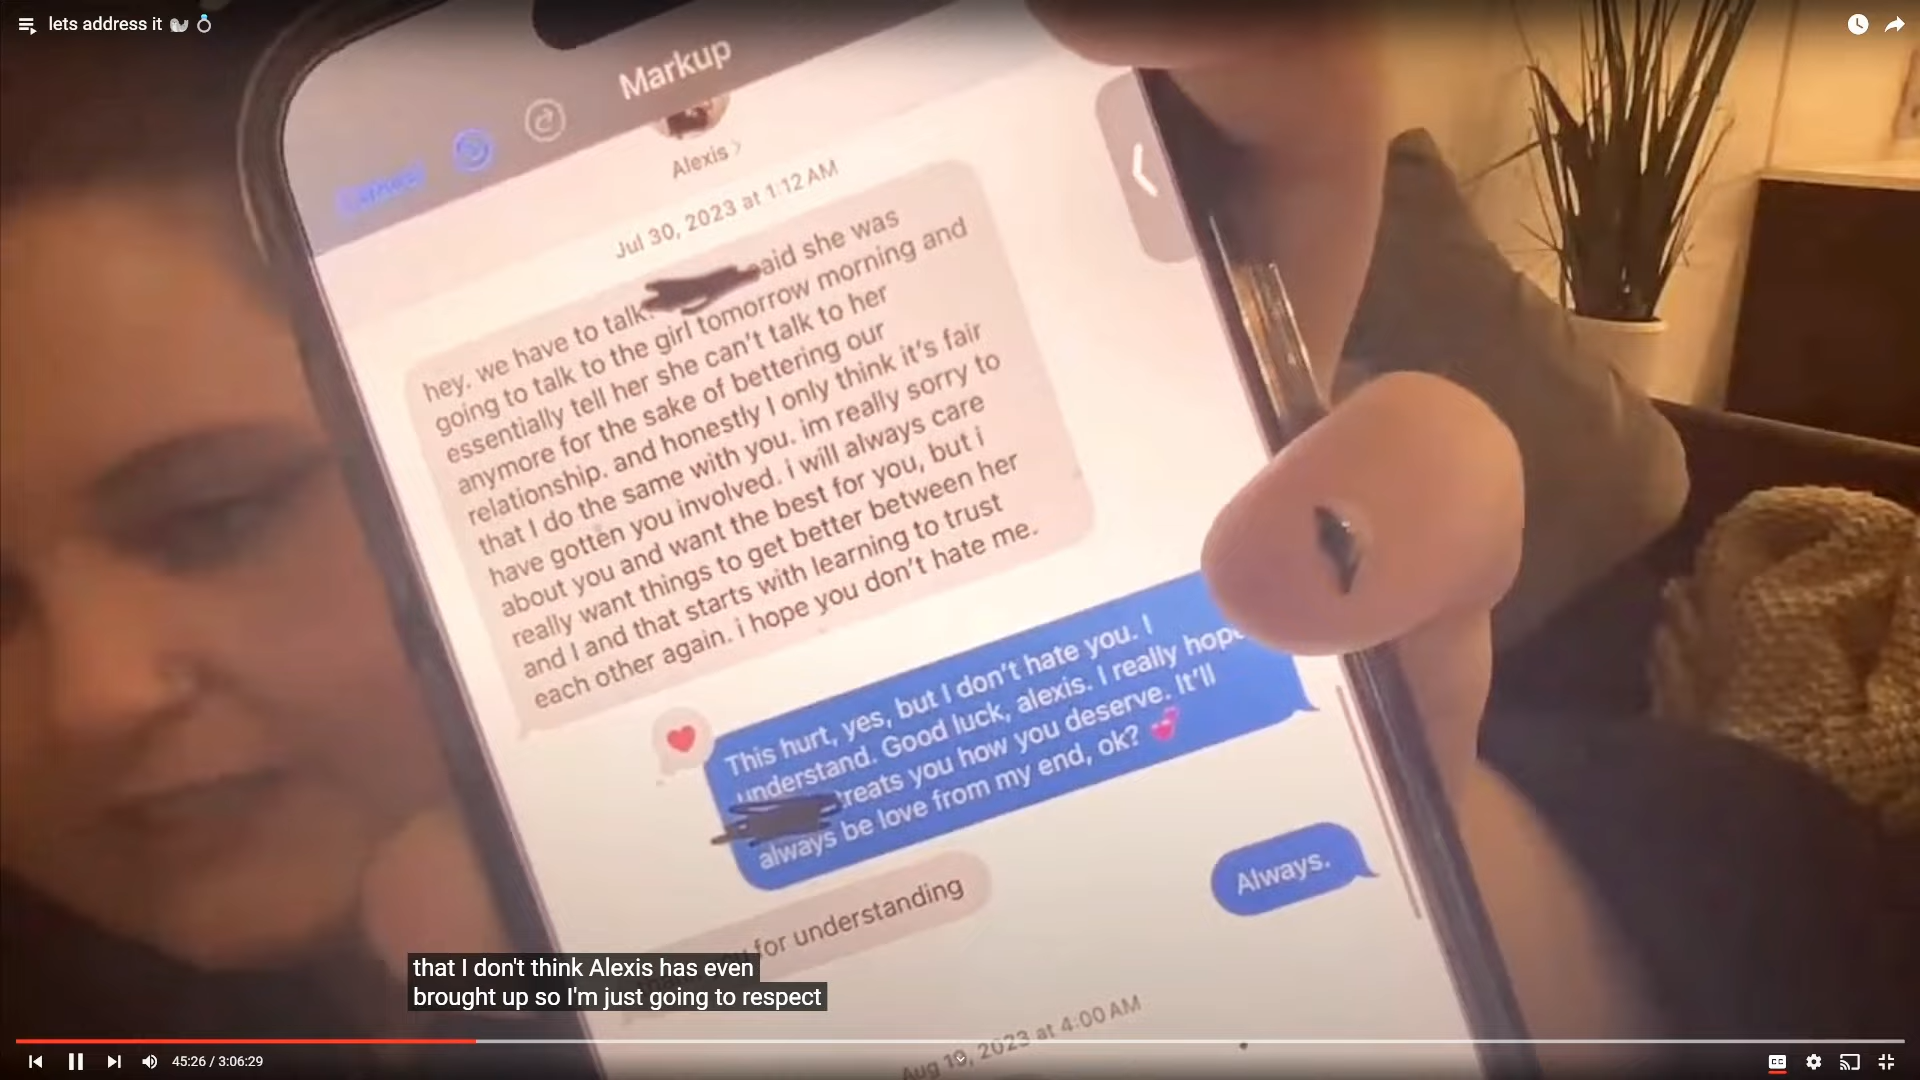 lets address it 🦭 💍
Markup
Alexis >
Jul 30, 2023 at 1:12 AM
hey. we have to talk. said she was
going to talk to the girl tomorrow morning and
essentially tell her she can't talk to her
anymore for the sake of bettering our
relationship. and honestly I only think it's fair
that I do the same with you. im really sorry to
have gotten you involved. i will always care
about you and want the best for you, but i
really want things to get better between her
and I and that starts with learning to trust
each other again. i hope you don't hate me.
This hurt, yes, but I don't hate you. I
understand. Good luck, alexis. I really hope
treats you how you deserve. It'll
always be love from my end, ok? 💕
for understanding
Always.
Aug 19, 2023 at 4:00 AM
that I don't think Alexis has even
brought up so I'm just going to respect
45:26 / 3:06:29
CC